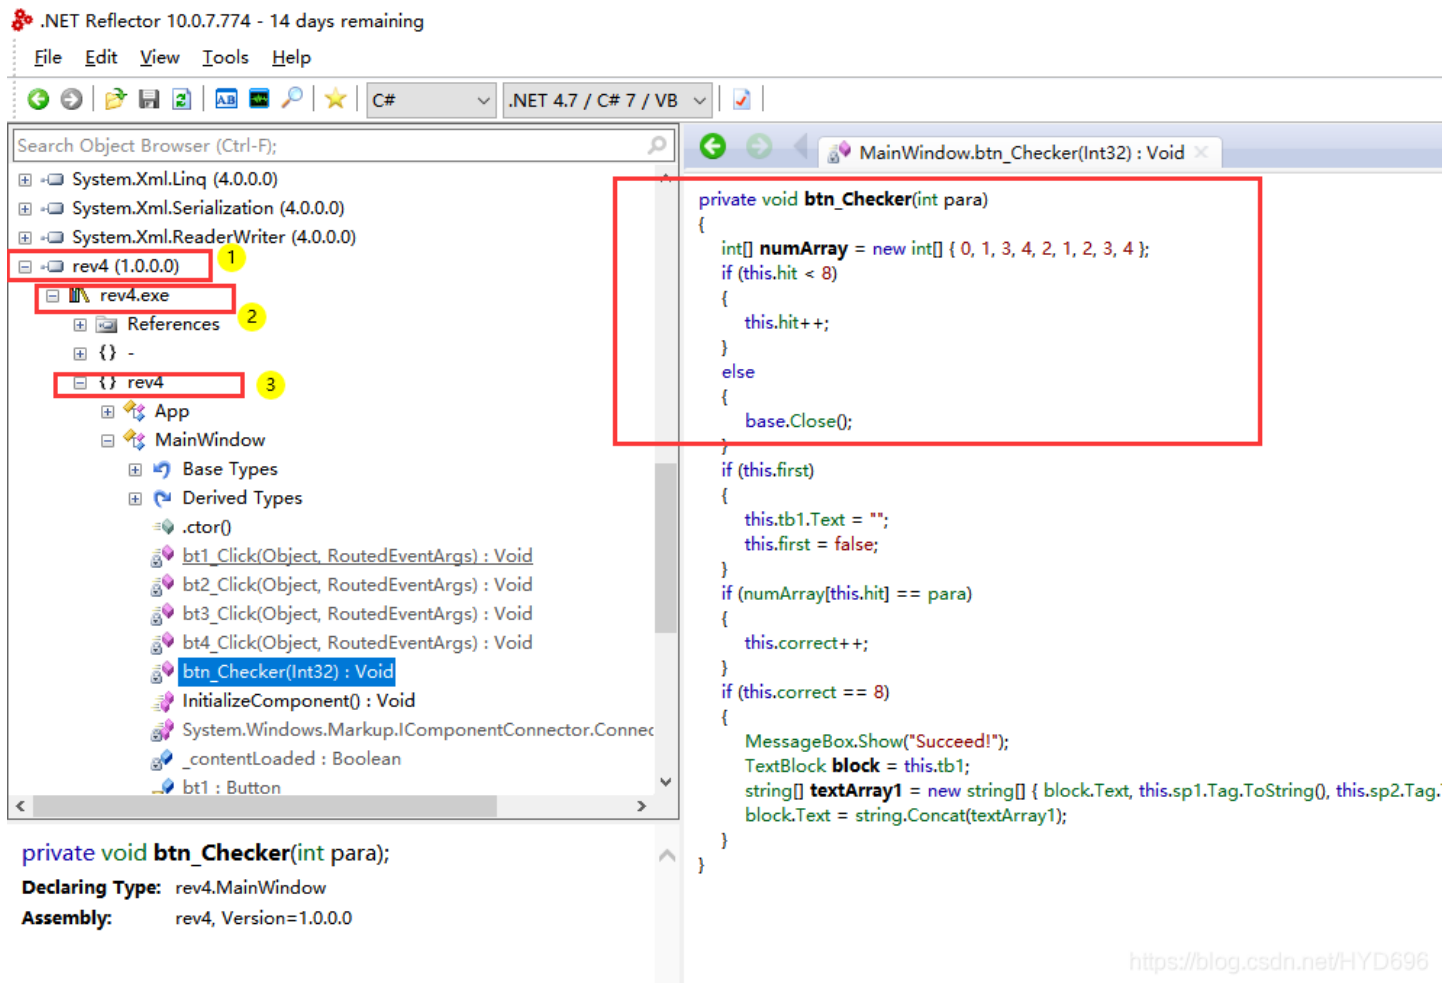 .NET Reflector 10.0.7.774 - 14 days remaining
File Edit View Tools Help
C# .NET 4.7 / C# 7 / VB
Search Object Browser (Ctrl-F);
System.Xml.Linq (4.0.0.0)
System.Xml.Serialization (4.0.0.0)
System.Xml.ReaderWriter (4.0.0.0)
rev4 (1.0.0.0) 1
rev4.exe
References 2
{} -
{} rev4 3
App
MainWindow
Base Types
Derived Types
.ctor()
bt1_Click(Object, RoutedEventArgs) : Void
bt2_Click(Object, RoutedEventArgs) : Void
bt3_Click(Object, RoutedEventArgs) : Void
bt4_Click(Object, RoutedEventArgs) : Void
btn_Checker(Int32) : Void
InitializeComponent() : Void
System.Windows.Markup.IComponentConnector.Connec
_contentLoaded : Boolean
bt1 : Button
private void btn_Checker(int para);
Declaring Type: rev4.MainWindow
Assembly: rev4, Version=1.0.0.0
MainWindow.btn_Checker(Int32) : Void
private void btn_Checker(int para)
{
int[] numArray = new int[] { 0, 1, 3, 4, 2, 1, 2, 3, 4 };
if (this.hit < 8)
{
this.hit++;
}
else
{
base.Close();
}
if (this.first)
{
this.tb1.Text = "";
this.first = false;
}
if (numArray[this.hit] == para)
{
this.correct++;
}
if (this.correct == 8)
{
MessageBox.Show("Succeed!");
TextBlock block = this.tb1;
string[] textArray1 = new string[] { block.Text, this.sp1.Tag.ToString(), this.sp2.Tag.
block.Text = string.Concat(textArray1);
}
}
https://blog.csdn.net/HYD696